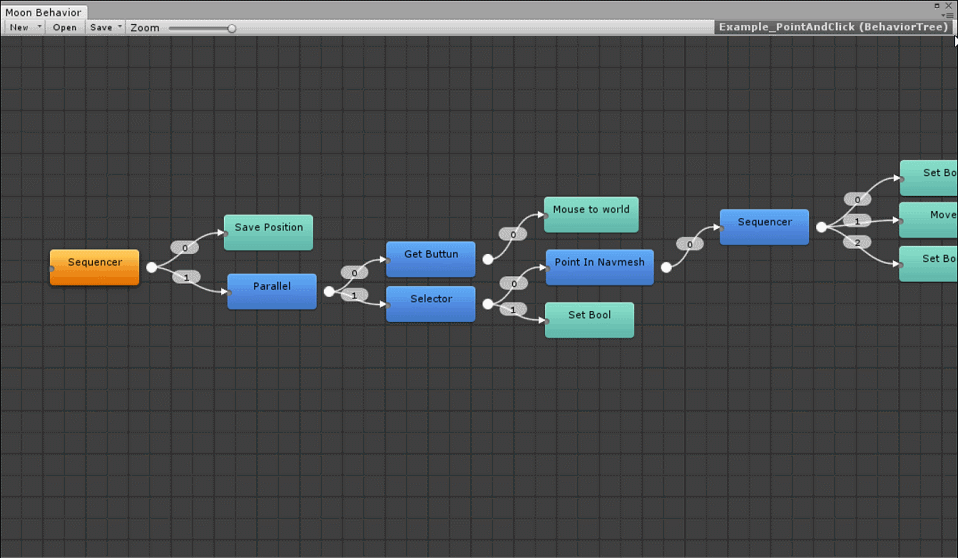 Moon Behavior
New Open Save Zoom Example_PointAndClick (BehaviorTree)
Sequencer
0
Save Position
1
Parallel
0
Get Buttun
1
Selector
0
Mouse to world
0
Point In Navmesh
1
Set Bool
0
Sequencer
0
Set Bo
1
Move
2
Set Bo